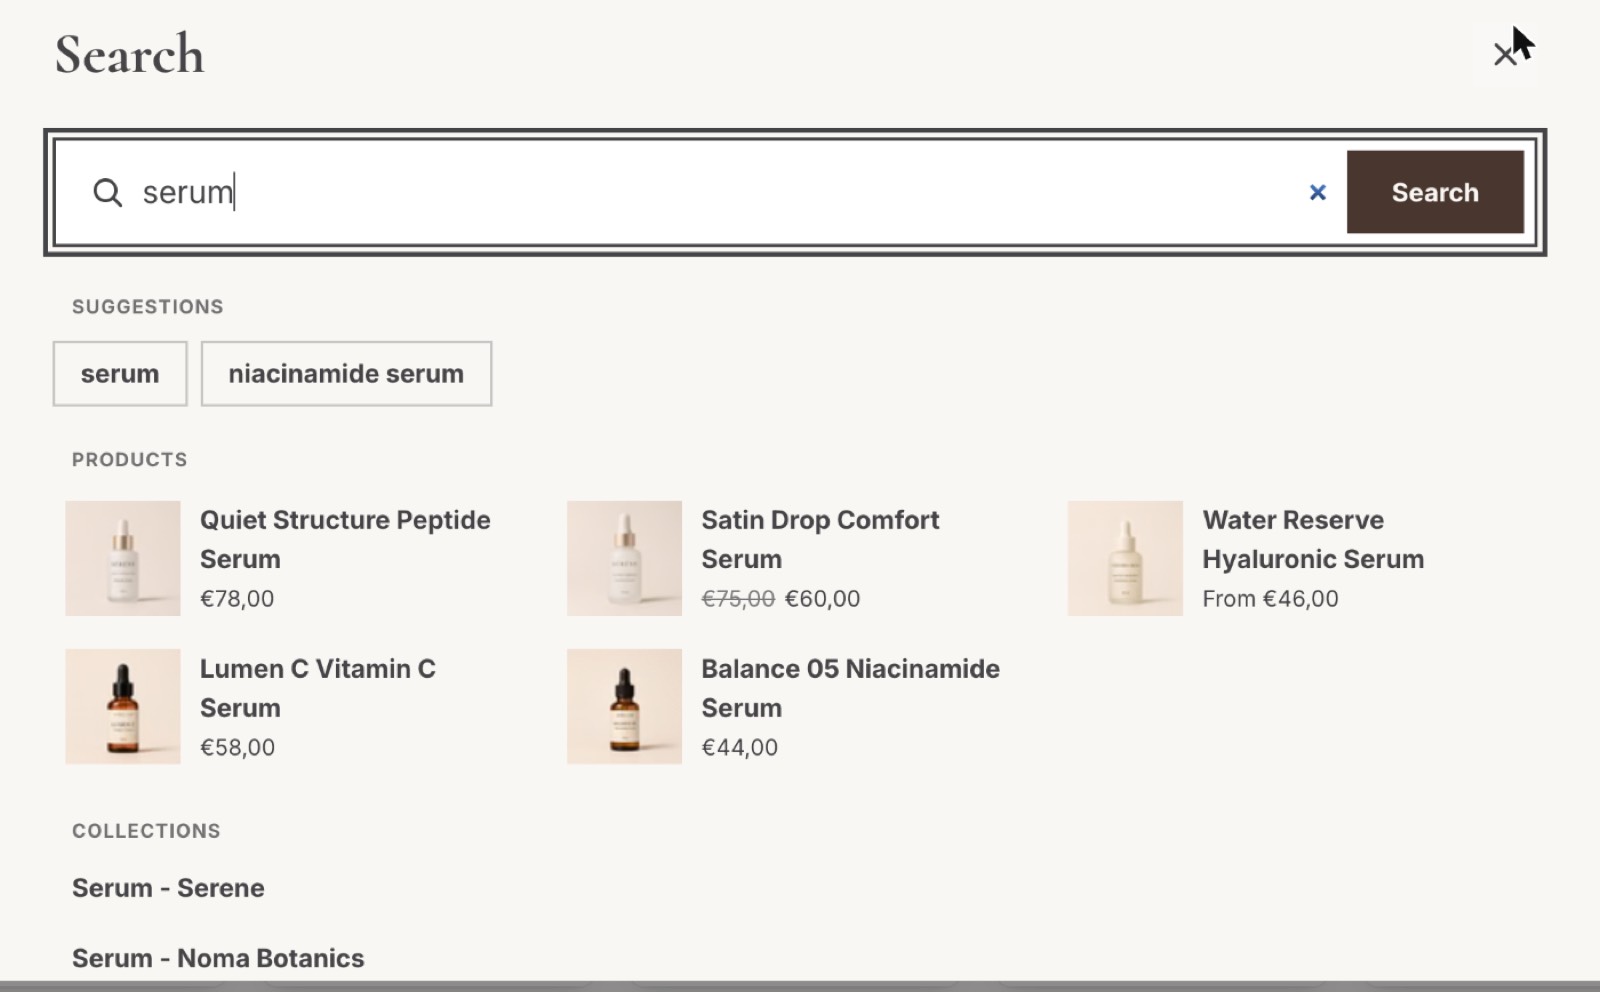 Search
serum
Search
SUGGESTIONS
serum
niacinamide serum
PRODUCTS
Quiet Structure Peptide
Serum
€78,00
Satin Drop Comfort
Serum
€75,00 €60,00
Water Reserve
Hyaluronic Serum
From €46,00
Lumen C Vitamin C
Serum
€58,00
Balance 05 Niacinamide
Serum
€44,00
COLLECTIONS
Serum - Serene
Serum - Noma Botanics